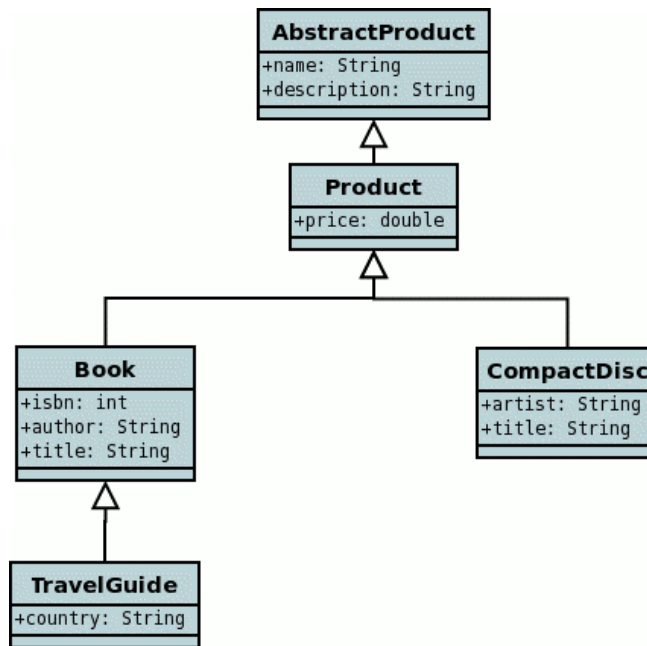 AbstractProduct
+name: String
+description: String
Product
+price: double
Book
+isbn: int
+author: String
+title: String
CompactDisc
+artist: String
+title: String
TravelGuide
+country: String